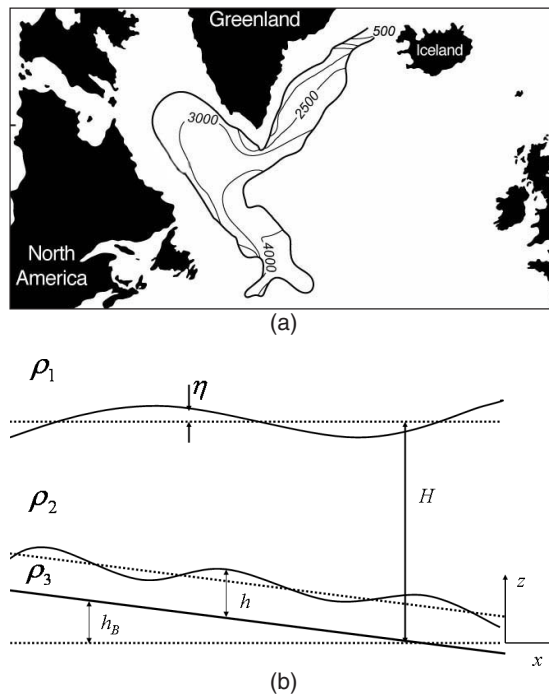 Greenland
500
Iceland
2500
3000
4000
North
America
(a)
ρ1
η
ρ2
H
ρ3
h
hB
z
x
(b)